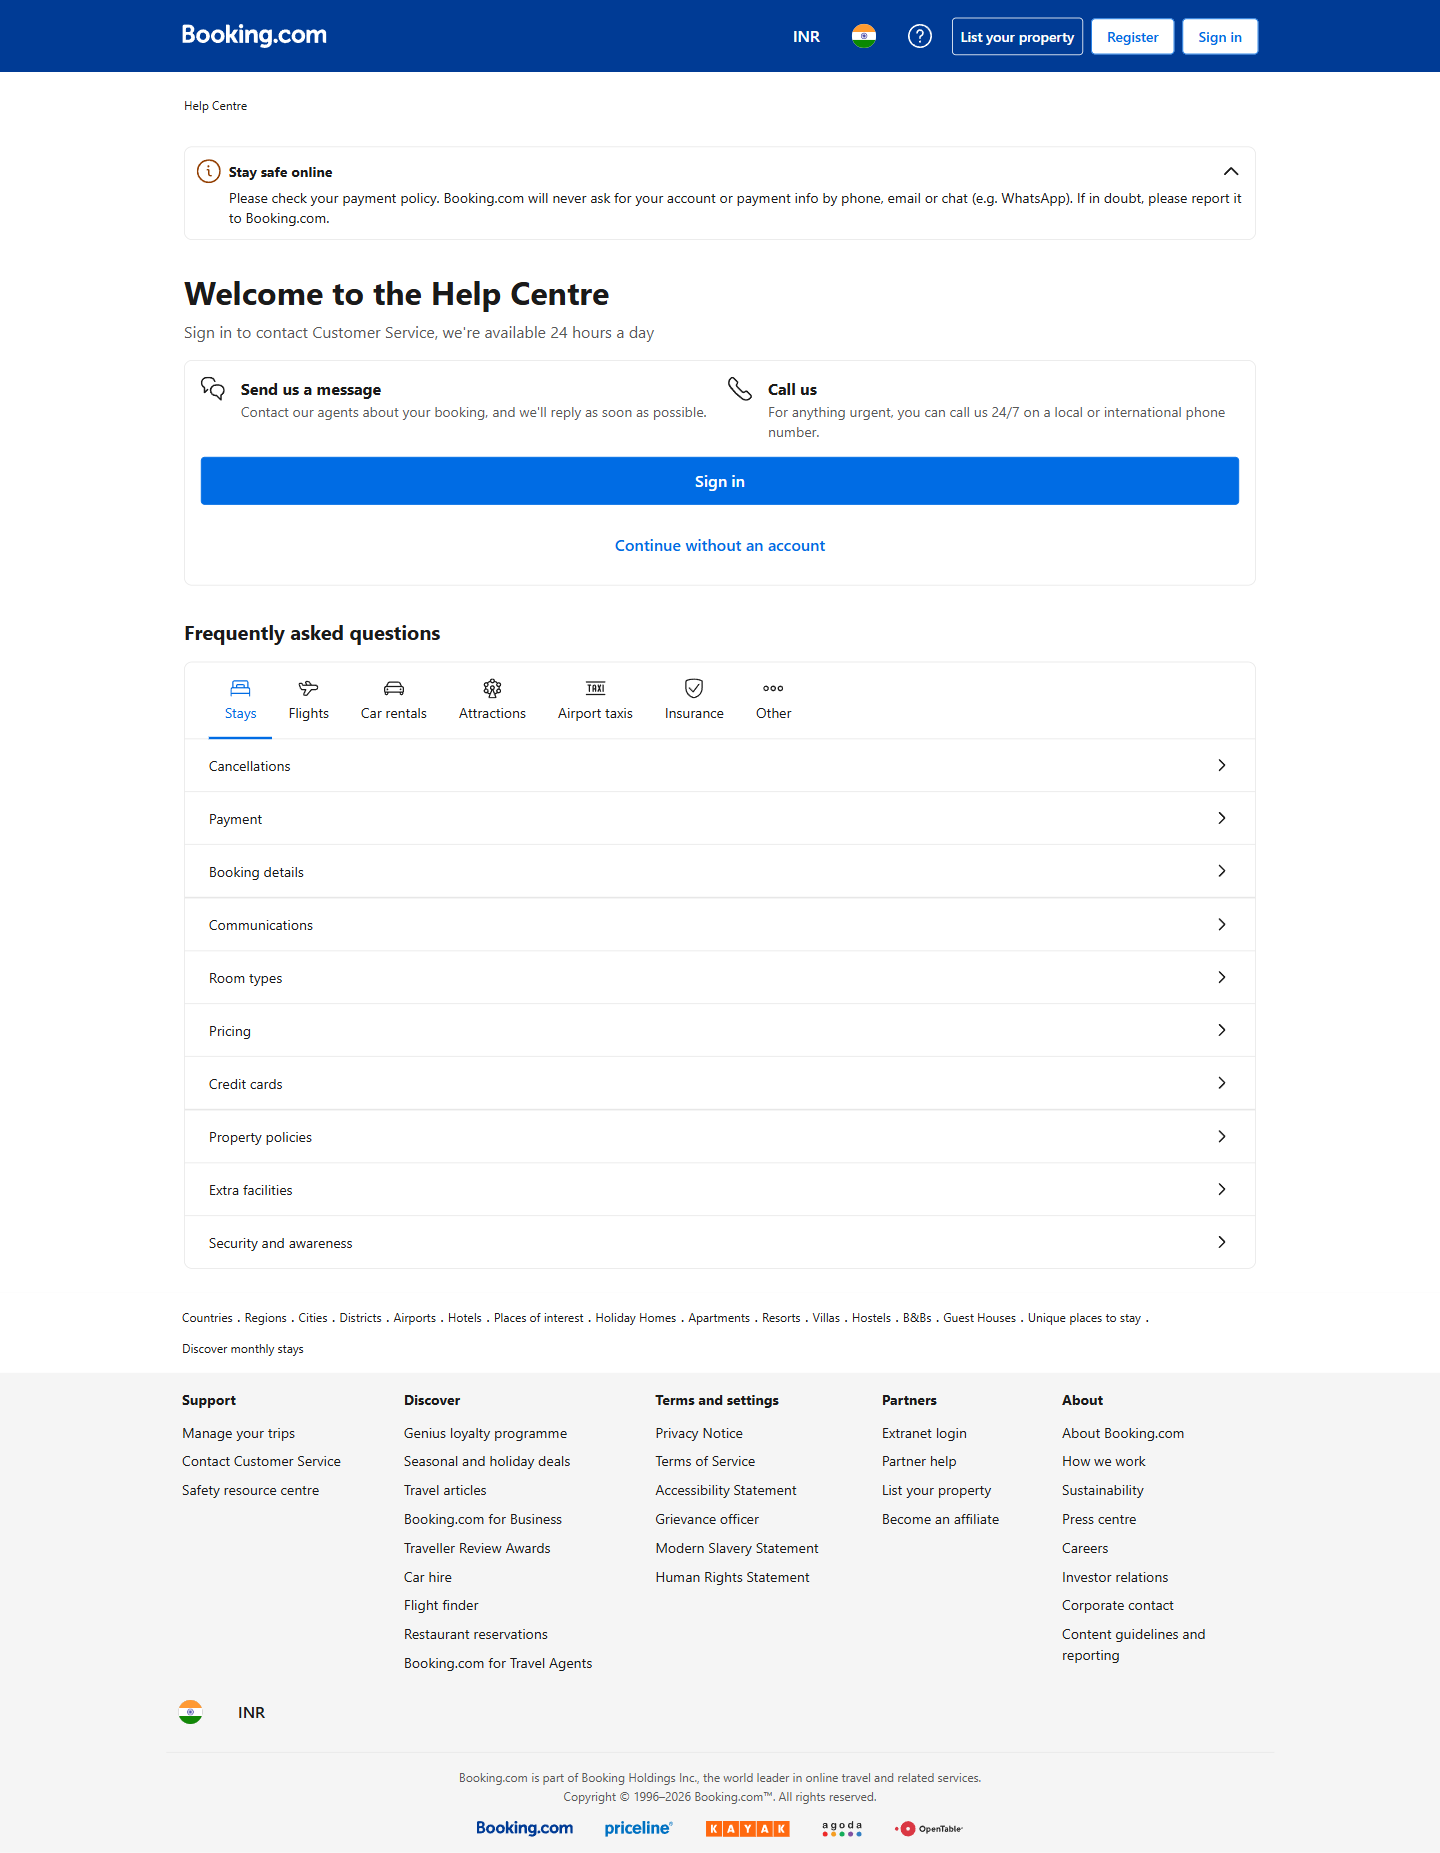 Booking.com
INR
List your property
Register
Sign in
Help Centre
Stay safe online
Please check your payment policy. Booking.com will never ask for your account or payment info by phone, email or chat (e.g. WhatsApp). If in doubt, please report it
to Booking.com.
Welcome to the Help Centre
Sign in to contact Customer Service, we're available 24 hours a day
Send us a message
Contact our agents about your booking, and we'll reply as soon as possible.
Call us
For anything urgent, you can call us 24/7 on a local or international phone
number.
Sign in
Continue without an account
Frequently asked questions
Stays
Flights
Car rentals
Attractions
TAXI
Airport taxis
Insurance
Other
Cancellations
Payment
Booking details
Communications
Room types
Pricing
Credit cards
Property policies
Extra facilities
Security and awareness
Countries . Regions . Cities . Districts . Airports . Hotels . Places of interest . Holiday Homes . Apartments . Resorts . Villas . Hostels . B&Bs . Guest Houses . Unique places to stay .
Discover monthly stays
Support
Manage your trips
Contact Customer Service
Safety resource centre
Discover
Genius loyalty programme
Seasonal and holiday deals
Travel articles
Booking.com for Business
Traveller Review Awards
Car hire
Flight finder
Restaurant reservations
Booking.com for Travel Agents
Terms and settings
Privacy Notice
Terms of Service
Accessibility Statement
Grievance officer
Modern Slavery Statement
Human Rights Statement
Partners
Extranet login
Partner help
List your property
Become an affiliate
About
About Booking.com
How we work
Sustainability
Press centre
Careers
Investor relations
Corporate contact
Content guidelines and
reporting
INR
Booking.com is part of Booking Holdings Inc., the world leader in online travel and related services.
Copyright © 1996–2026 Booking.com™. All rights reserved.
Booking.com
priceline®
KAYAK
agoda
OpenTable